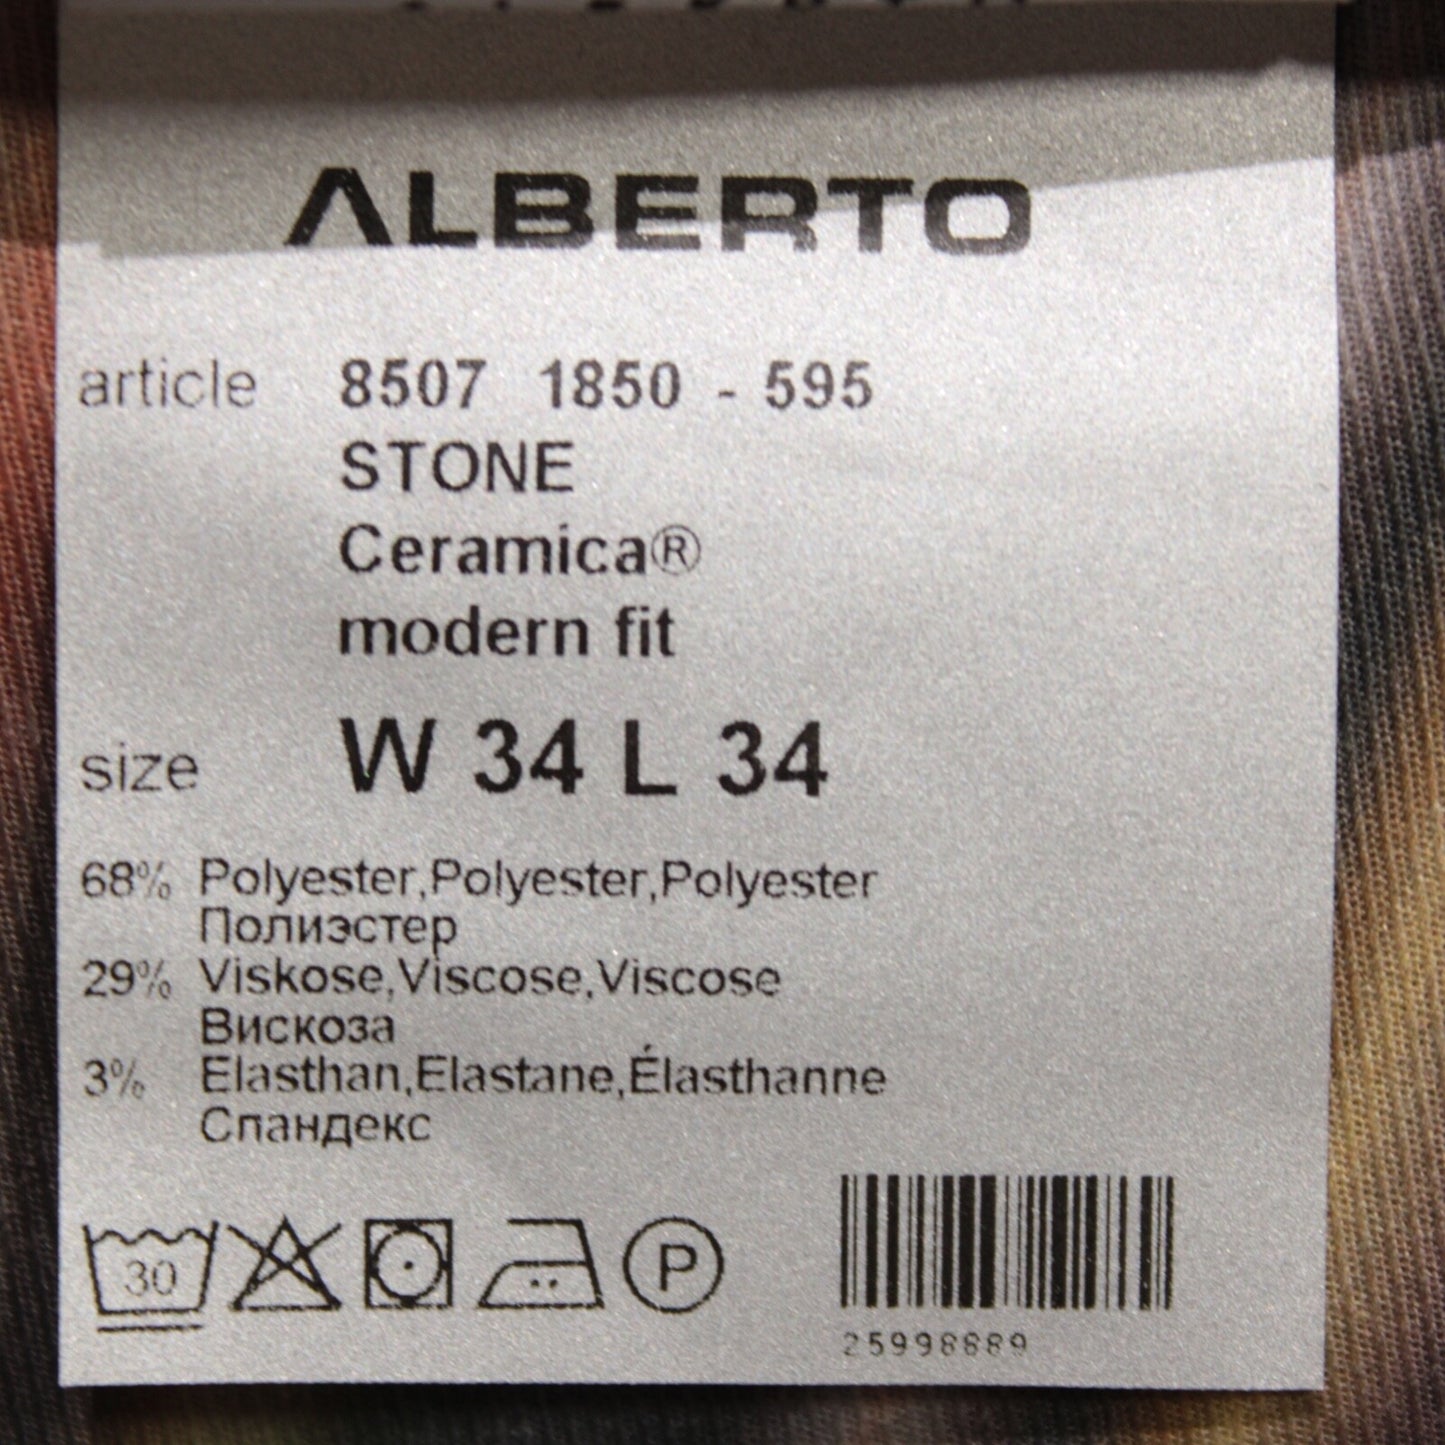 ALBERTO
article 8507 1850 - 595
STONE
Ceramica®
modern fit
size W 34 L 34
68% Polyester,Polyester,Polyester
Полиэстер
29% Viskose,Viscose,Viscose
Вискоза
3% Elasthan,Elastane,Élasthanne
Спандекс
30
P
25998889